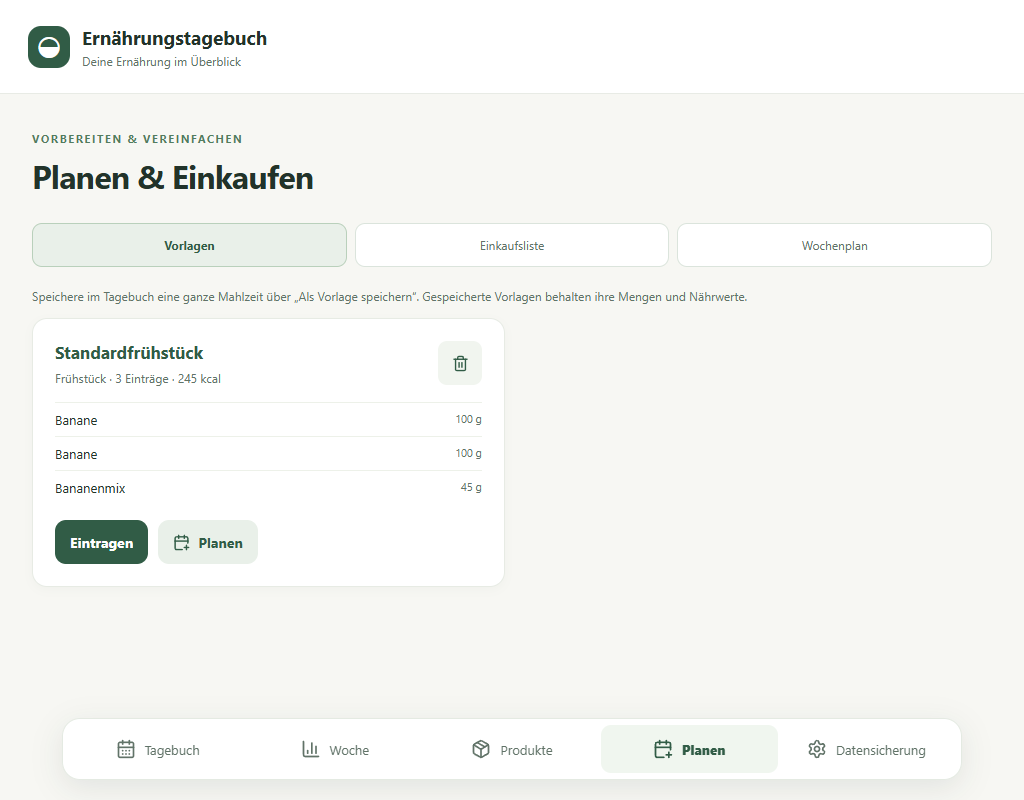 Ernährungstagebuch
Deine Ernährung im Überblick
VORBEREITEN & VEREINFACHEN
Planen & Einkaufen
Vorlagen
Einkaufsliste
Wochenplan
Speichere im Tagebuch eine ganze Mahlzeit über „Als Vorlage speichern“. Gespeicherte Vorlagen behalten ihre Mengen und Nährwerte.
Standardfrühstück
Frühstück · 3 Einträge · 245 kcal
Banane 100 g
Banane 100 g
Bananenmix 45 g
Eintragen
Planen
Tagebuch
Woche
Produkte
Planen
Datensicherung